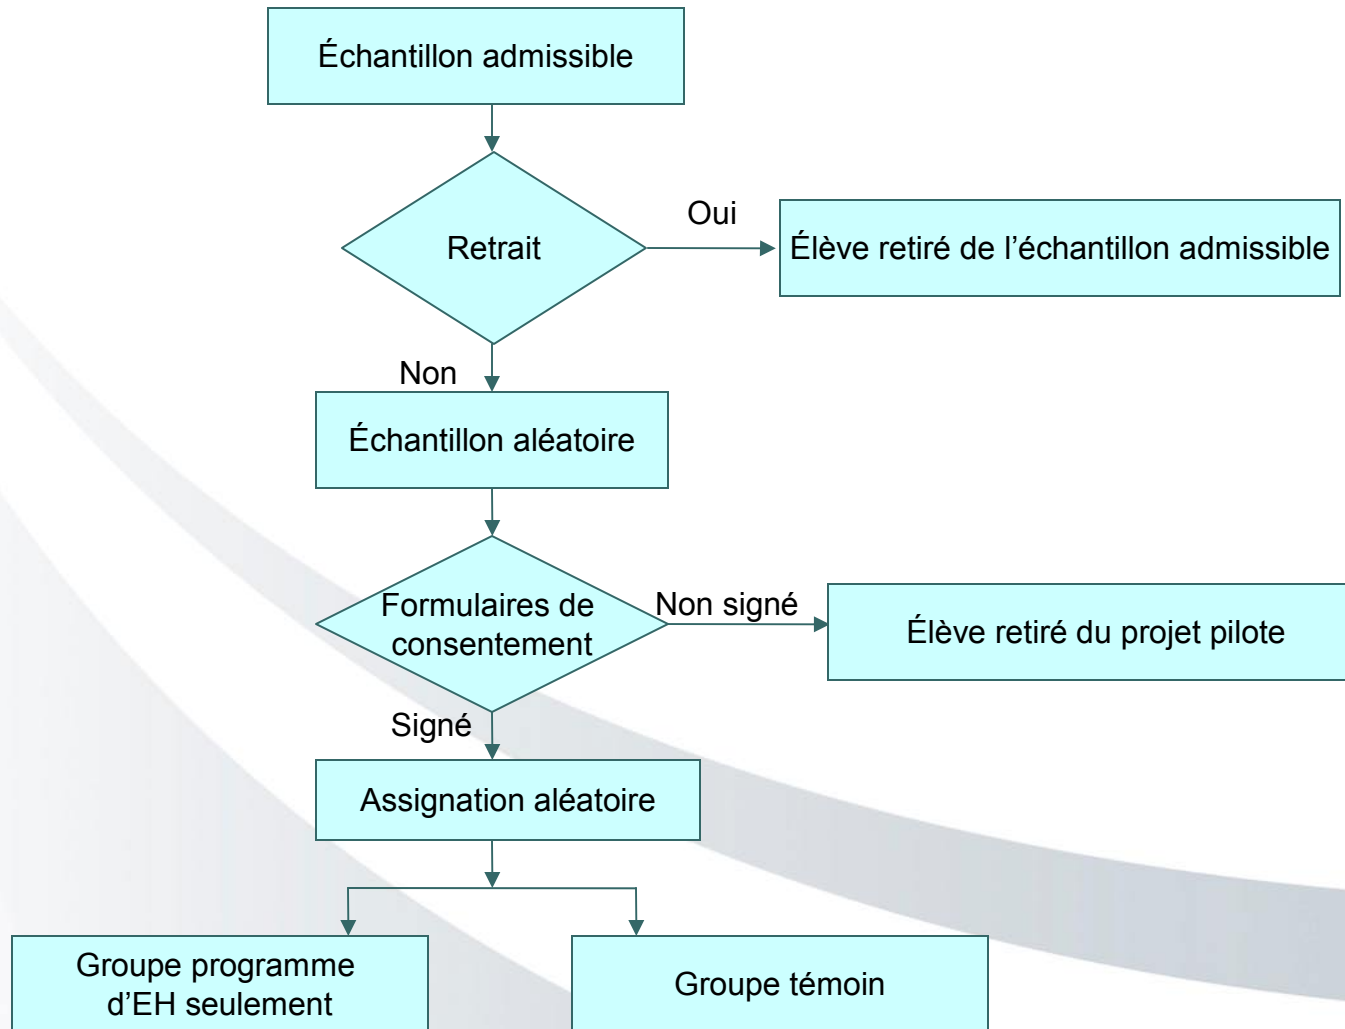 Échantillon admissible
Oui
Retrait
Élève retiré de l’échantillon admissible
Non
Échantillon aléatoire
Formulaires de
consentement
Non signé
Élève retiré du projet pilote
Signé
Assignation aléatoire
Groupe programme
d’EH seulement
Groupe témoin